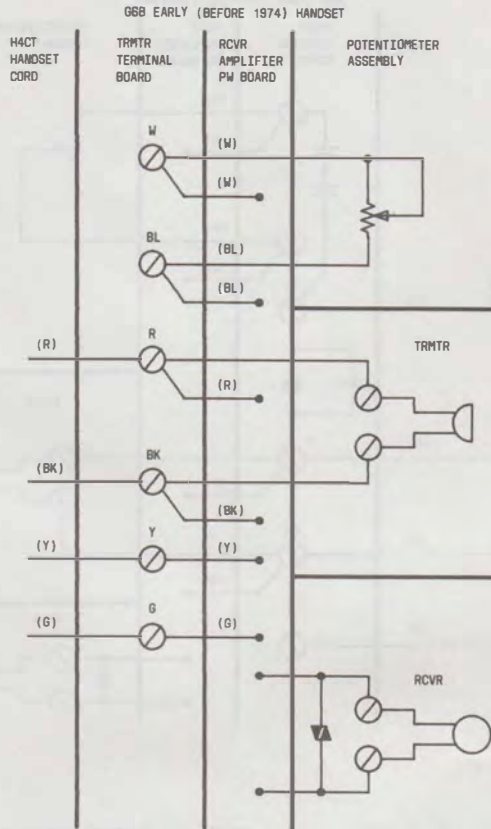 G6B EARLY (BEFORE 1974) HANDSET
H4CT
HANDSET
CORD
TRMTR
TERMINAL
BOARD
RCVR
AMPLIFIER
PW BOARD
POTENTIOMETER
ASSEMBLY
W
(W)
(W)
BL
(BL)
(BL)
(R)
R
TRMTR
(R)
BK
(BK)
(BK)
(Y)
Y
(Y)
G
(G)
(G)
RCVR